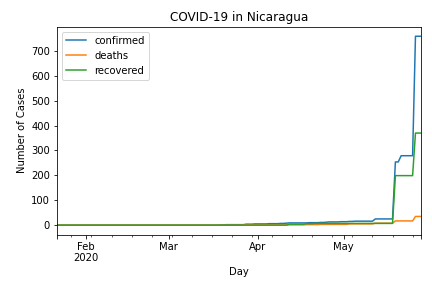 COVID-19 in Nicaragua
confirmed
deaths
recovered
Number of Cases
700
600
500
400
300
200
100
0
Feb
2020
Mar
Apr
May
Day